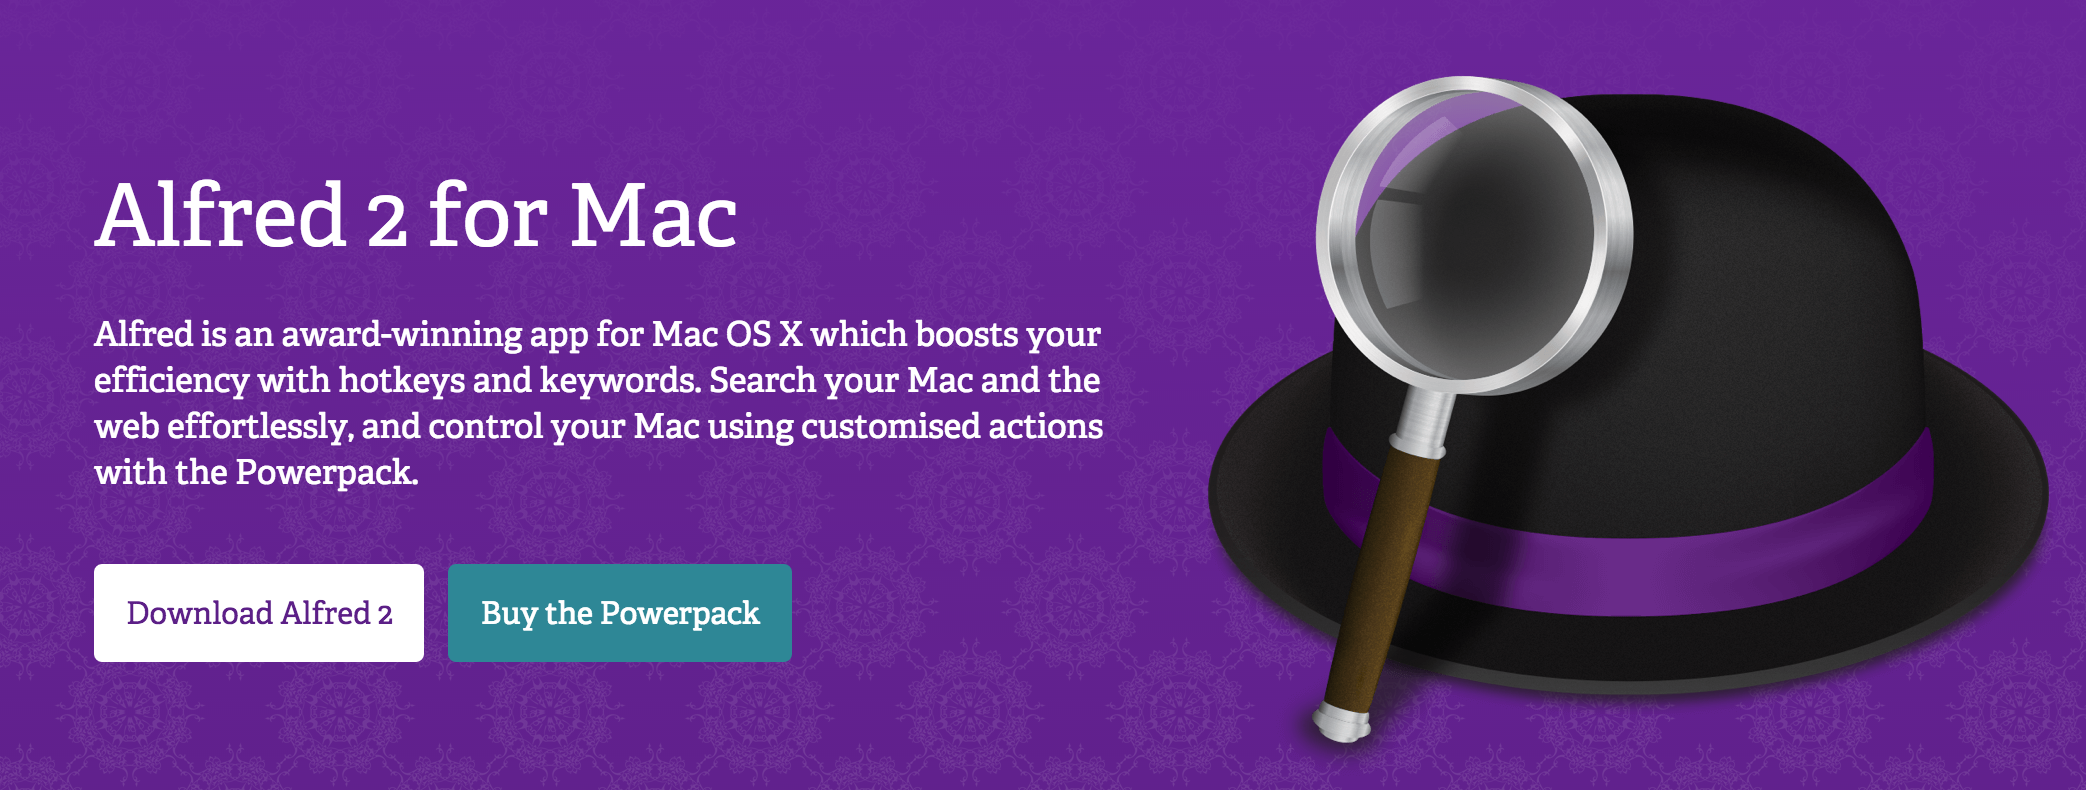 Alfred 2 for Mac
Alfred is an award-winning app for Mac OS X which boosts your
efficiency with hotkeys and keywords. Search your Mac and the
web effortlessly, and control your Mac using customised actions
with the Powerpack.
Download Alfred 2
Buy the Powerpack